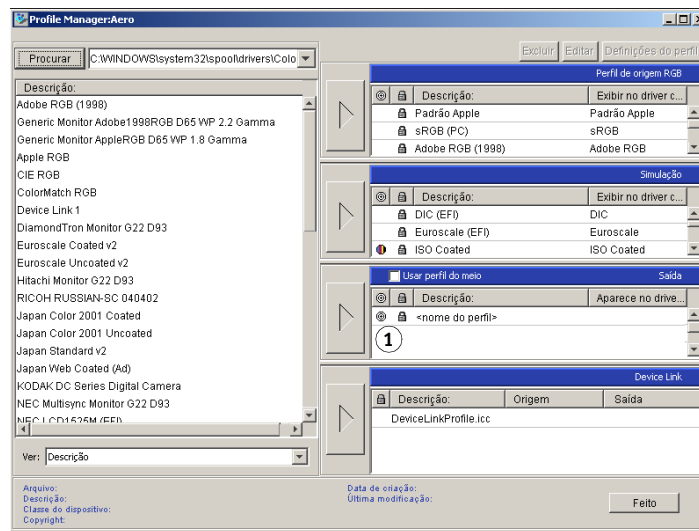 Profile Manager:Aero
Procurar
C:\WINDOWS\system32\spool\drivers\Colo
Excluir
Editar
Definições do perfil
Descrição:
Adobe RGB (1998)
Generic Monitor Adobe1998RGB D65 WP 2.2 Gamma
Generic Monitor AppleRGB D65 WP 1.8 Gamma
Apple RGB
CIE RGB
ColorMatch RGB
Device Link 1
DiamondTron Monitor G22 D93
Euroscale Coated v2
Euroscale Uncoated v2
Hitachi Monitor G22 D93
RICOH RUSSIAN-SC 040402
Japan Color 2001 Coated
Japan Color 2001 Uncoated
Japan Standard v2
Japan Web Coated (Ad)
KODAK DC Series Digital Camera
NEC Multisync Monitor G22 D93
NEC LCD1525M (EFI)
Ver:
Descrição
Perfil de origem RGB
Descrição: Exibir no driver c...
Padrão Apple Padrão Apple
sRGB (PC) sRGB
Adobe RGB (1998) Adobe RGB
Simulação
Descrição: Exibir no driver c...
DIC (EFI) DIC
Euroscale (EFI) Euroscale
ISO Coated ISO Coated
Usar perfil do meio Saída
Descrição: Aparece no drive...
<nome do perfil>
1
Device Link
Descrição: Origem Saída
DeviceLinkProfile.icc
Arquivo:
Descrição:
Classe do dispositivo:
Copyright:
Data de criação:
Última modificação:
Feito